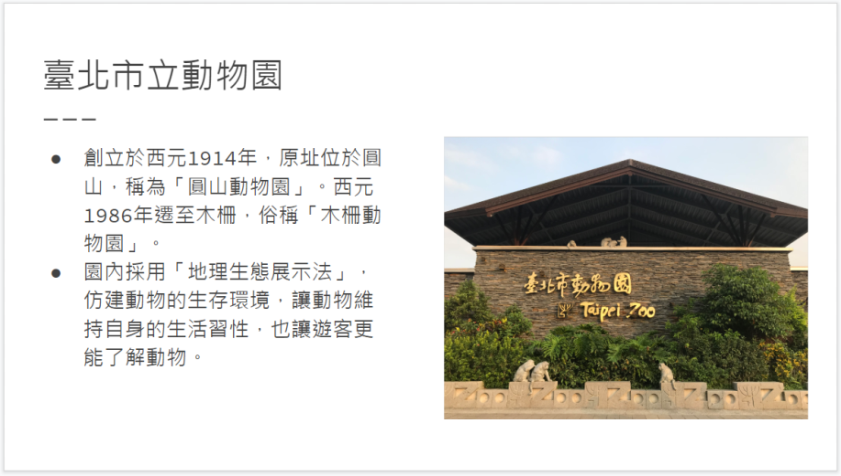 臺北市立動物園
● 創立於西元1914年，原址位於圓
山，稱為「圓山動物園」。西元
1986年遷至木柵，俗稱「木柵動
物園」。
● 園內採用「地理生態展示法」，
仿建動物的生存環境，讓動物維
持自身的生活習性，也讓遊客更
能了解動物。
臺北市動物園
Taipei Zoo